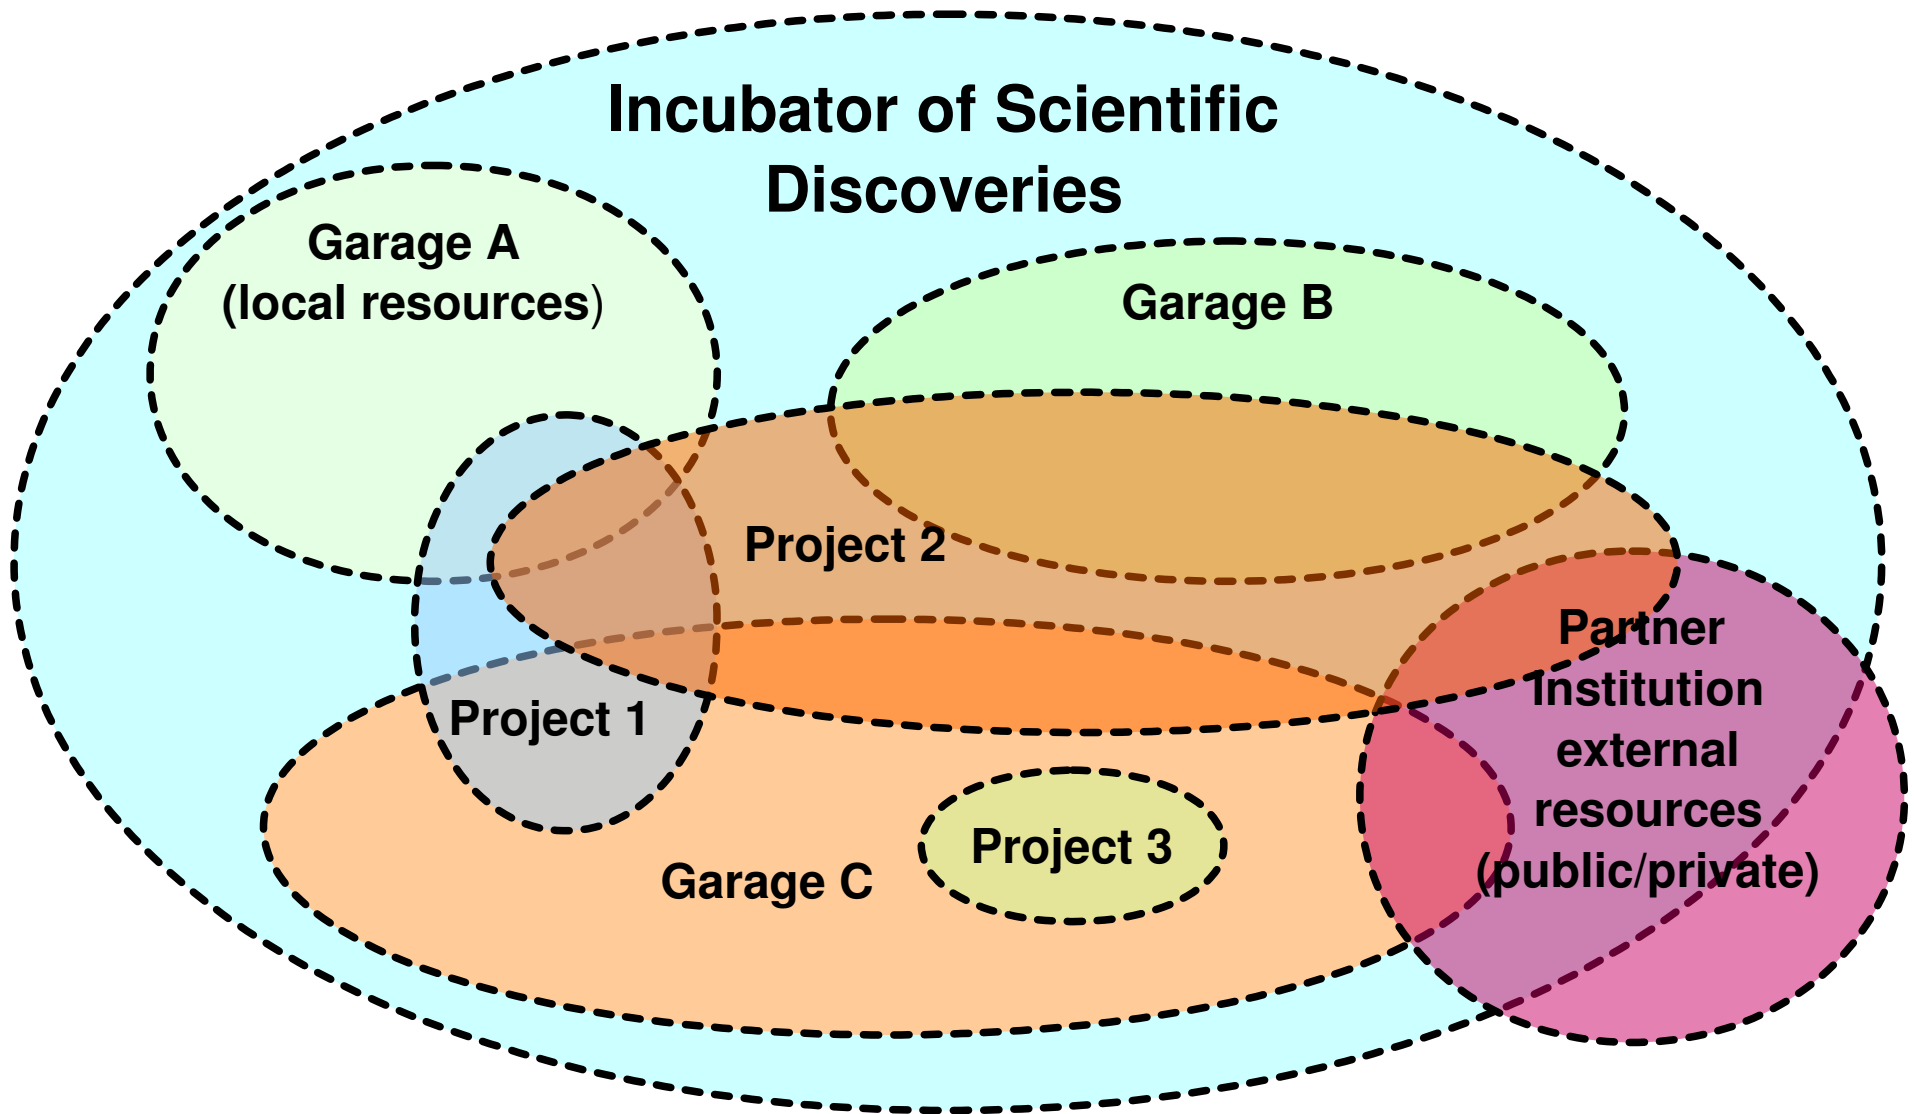 Incubator of Scientific
Discoveries
Garage A
(local resources)
Garage B
Project 2
Partner
Institution
external
resources
(public/private)
Project 1
Project 3
Garage C